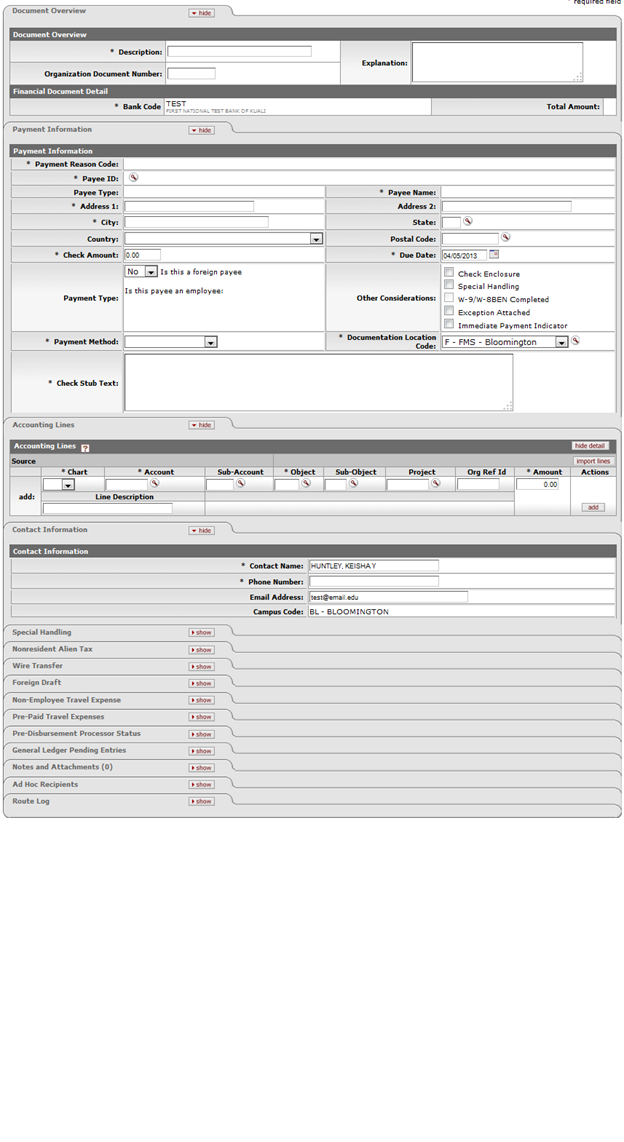 * required field
Document Overview hide
Document Overview
* Description:
Explanation:
Organization Document Number:
Financial Document Detail
* Bank Code TEST Total Amount:
FIRST NATIONAL TEST BANK OF KUALI
Payment Information hide
Payment Information
* Payment Reason Code:
* Payee ID:
Payee Type: * Payee Name:
* Address 1: Address 2:
* City: State:
Country: Postal Code:
* Check Amount: 0.00 * Due Date: 04/05/2013
Payment Type: No Is this a foreign payee
Is this payee an employee:
Other Considerations: Check Enclosure
Special Handling
W-9/W-8BEN Completed
Exception Attached
Immediate Payment Indicator
* Payment Method: * Documentation Location Code: F - FMS - Bloomington
* Check Stub Text:
Accounting Lines hide
Accounting Lines ? hide detail
Source import lines
* Chart * Account Sub-Account * Object Sub-Object Project Org Ref Id * Amount Actions
add: 0.00
Line Description
add
Contact Information hide
Contact Information
* Contact Name: HUNTLEY, KEISHA Y
* Phone Number:
Email Address: test@email.edu
Campus Code: BL - BLOOMINGTON
Special Handling show
Nonresident Alien Tax show
Wire Transfer show
Foreign Draft show
Non-Employee Travel Expense show
Pre-Paid Travel Expenses show
Pre-Disbursement Processor Status show
General Ledger Pending Entries show
Notes and Attachments (0) show
Ad Hoc Recipients show
Route Log show